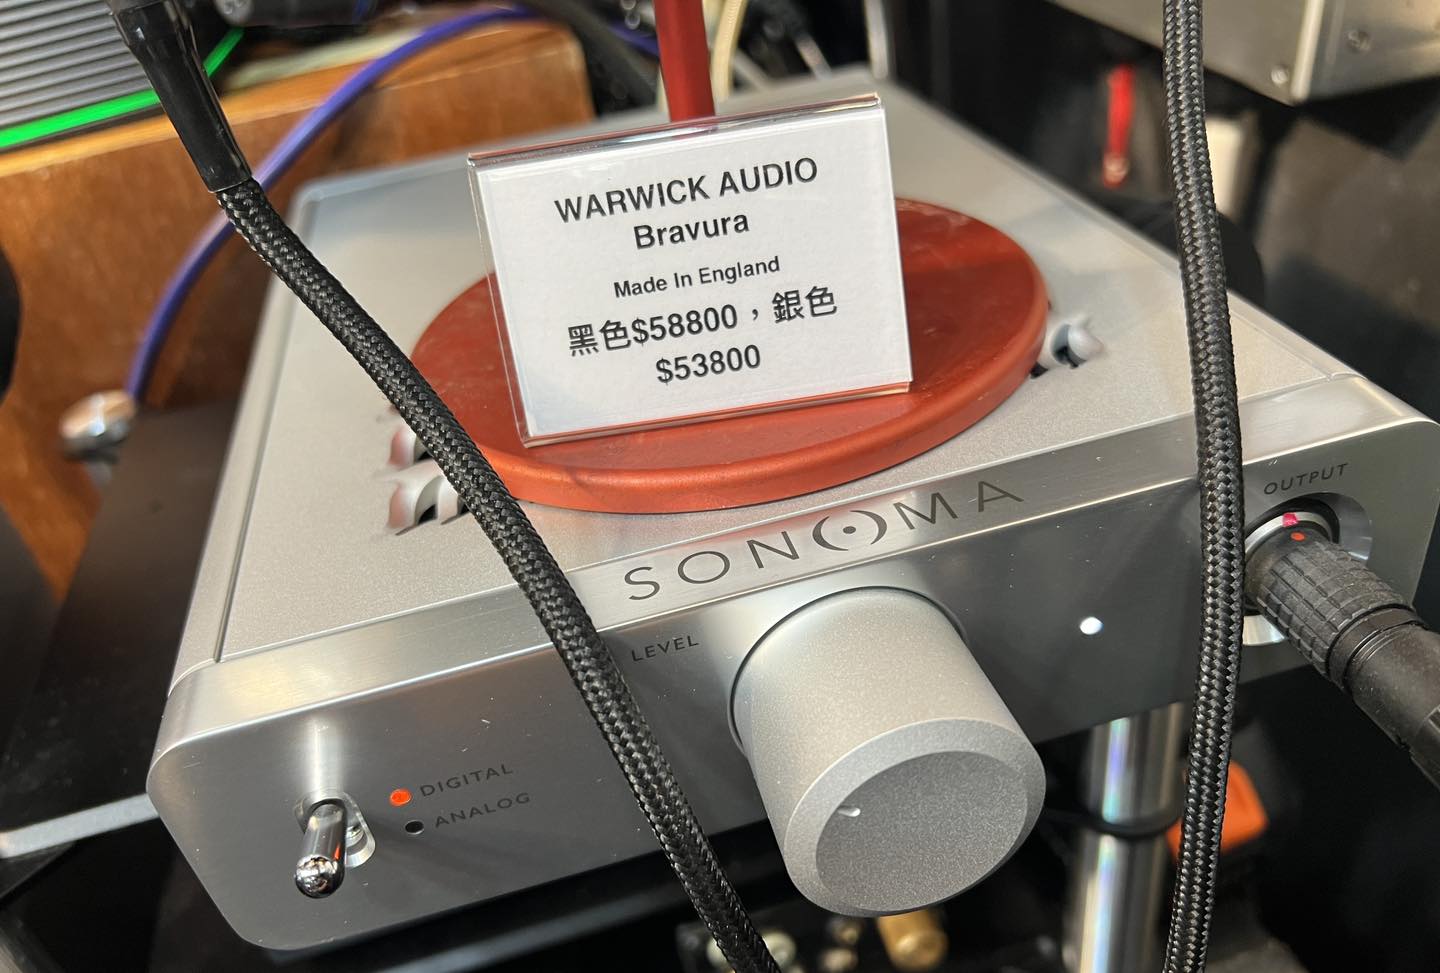 WARWICK AUDIO
Bravura
Made In England
黑色$58800，銀色
$53800
SONOMA
OUTPUT
LEVEL
DIGITAL
ANALOG